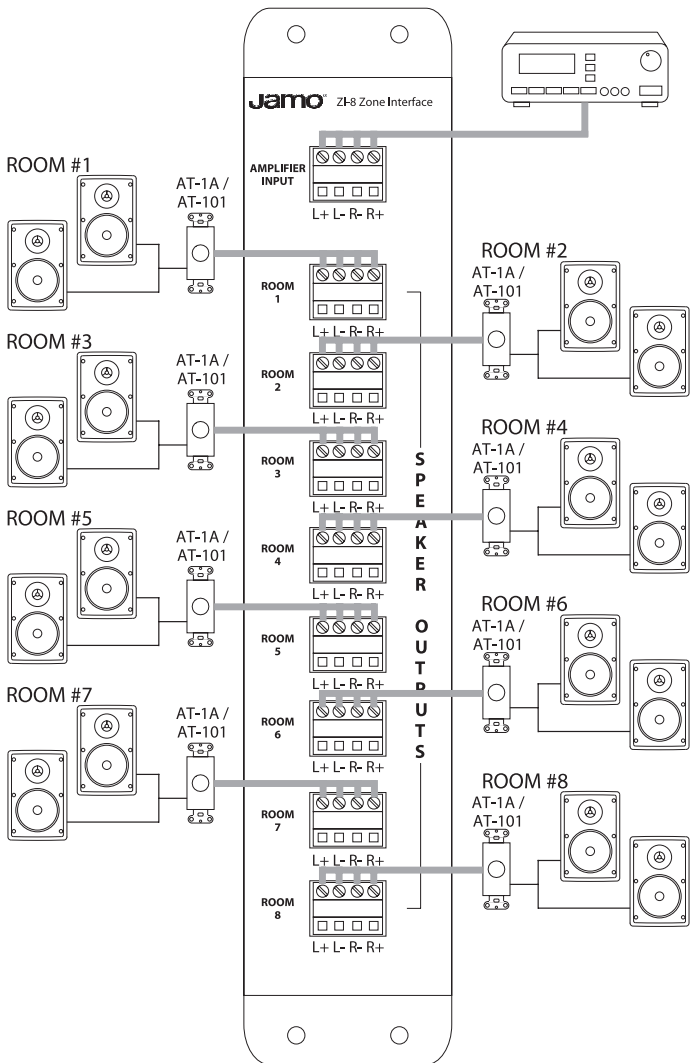 Jamo ZI-8 Zone Interface
AMPLIFIER
INPUT
L+ L- R- R+
ROOM #1
AT-1A /
AT-101
ROOM
1
L+ L- R- R+
ROOM #2
AT-1A /
AT-101
ROOM
2
L+ L- R- R+
ROOM #3
AT-1A /
AT-101
ROOM
3
L+ L- R- R+
ROOM #4
AT-1A /
AT-101
ROOM
4
L+ L- R- R+
ROOM #5
AT-1A /
AT-101
ROOM
5
L+ L- R- R+
ROOM #6
AT-1A /
AT-101
ROOM
6
L+ L- R- R+
ROOM #7
AT-1A /
AT-101
ROOM
7
L+ L- R- R+
ROOM #8
AT-1A /
AT-101
ROOM
8
L+ L- R- R+
SPEAKER OUTPUTS